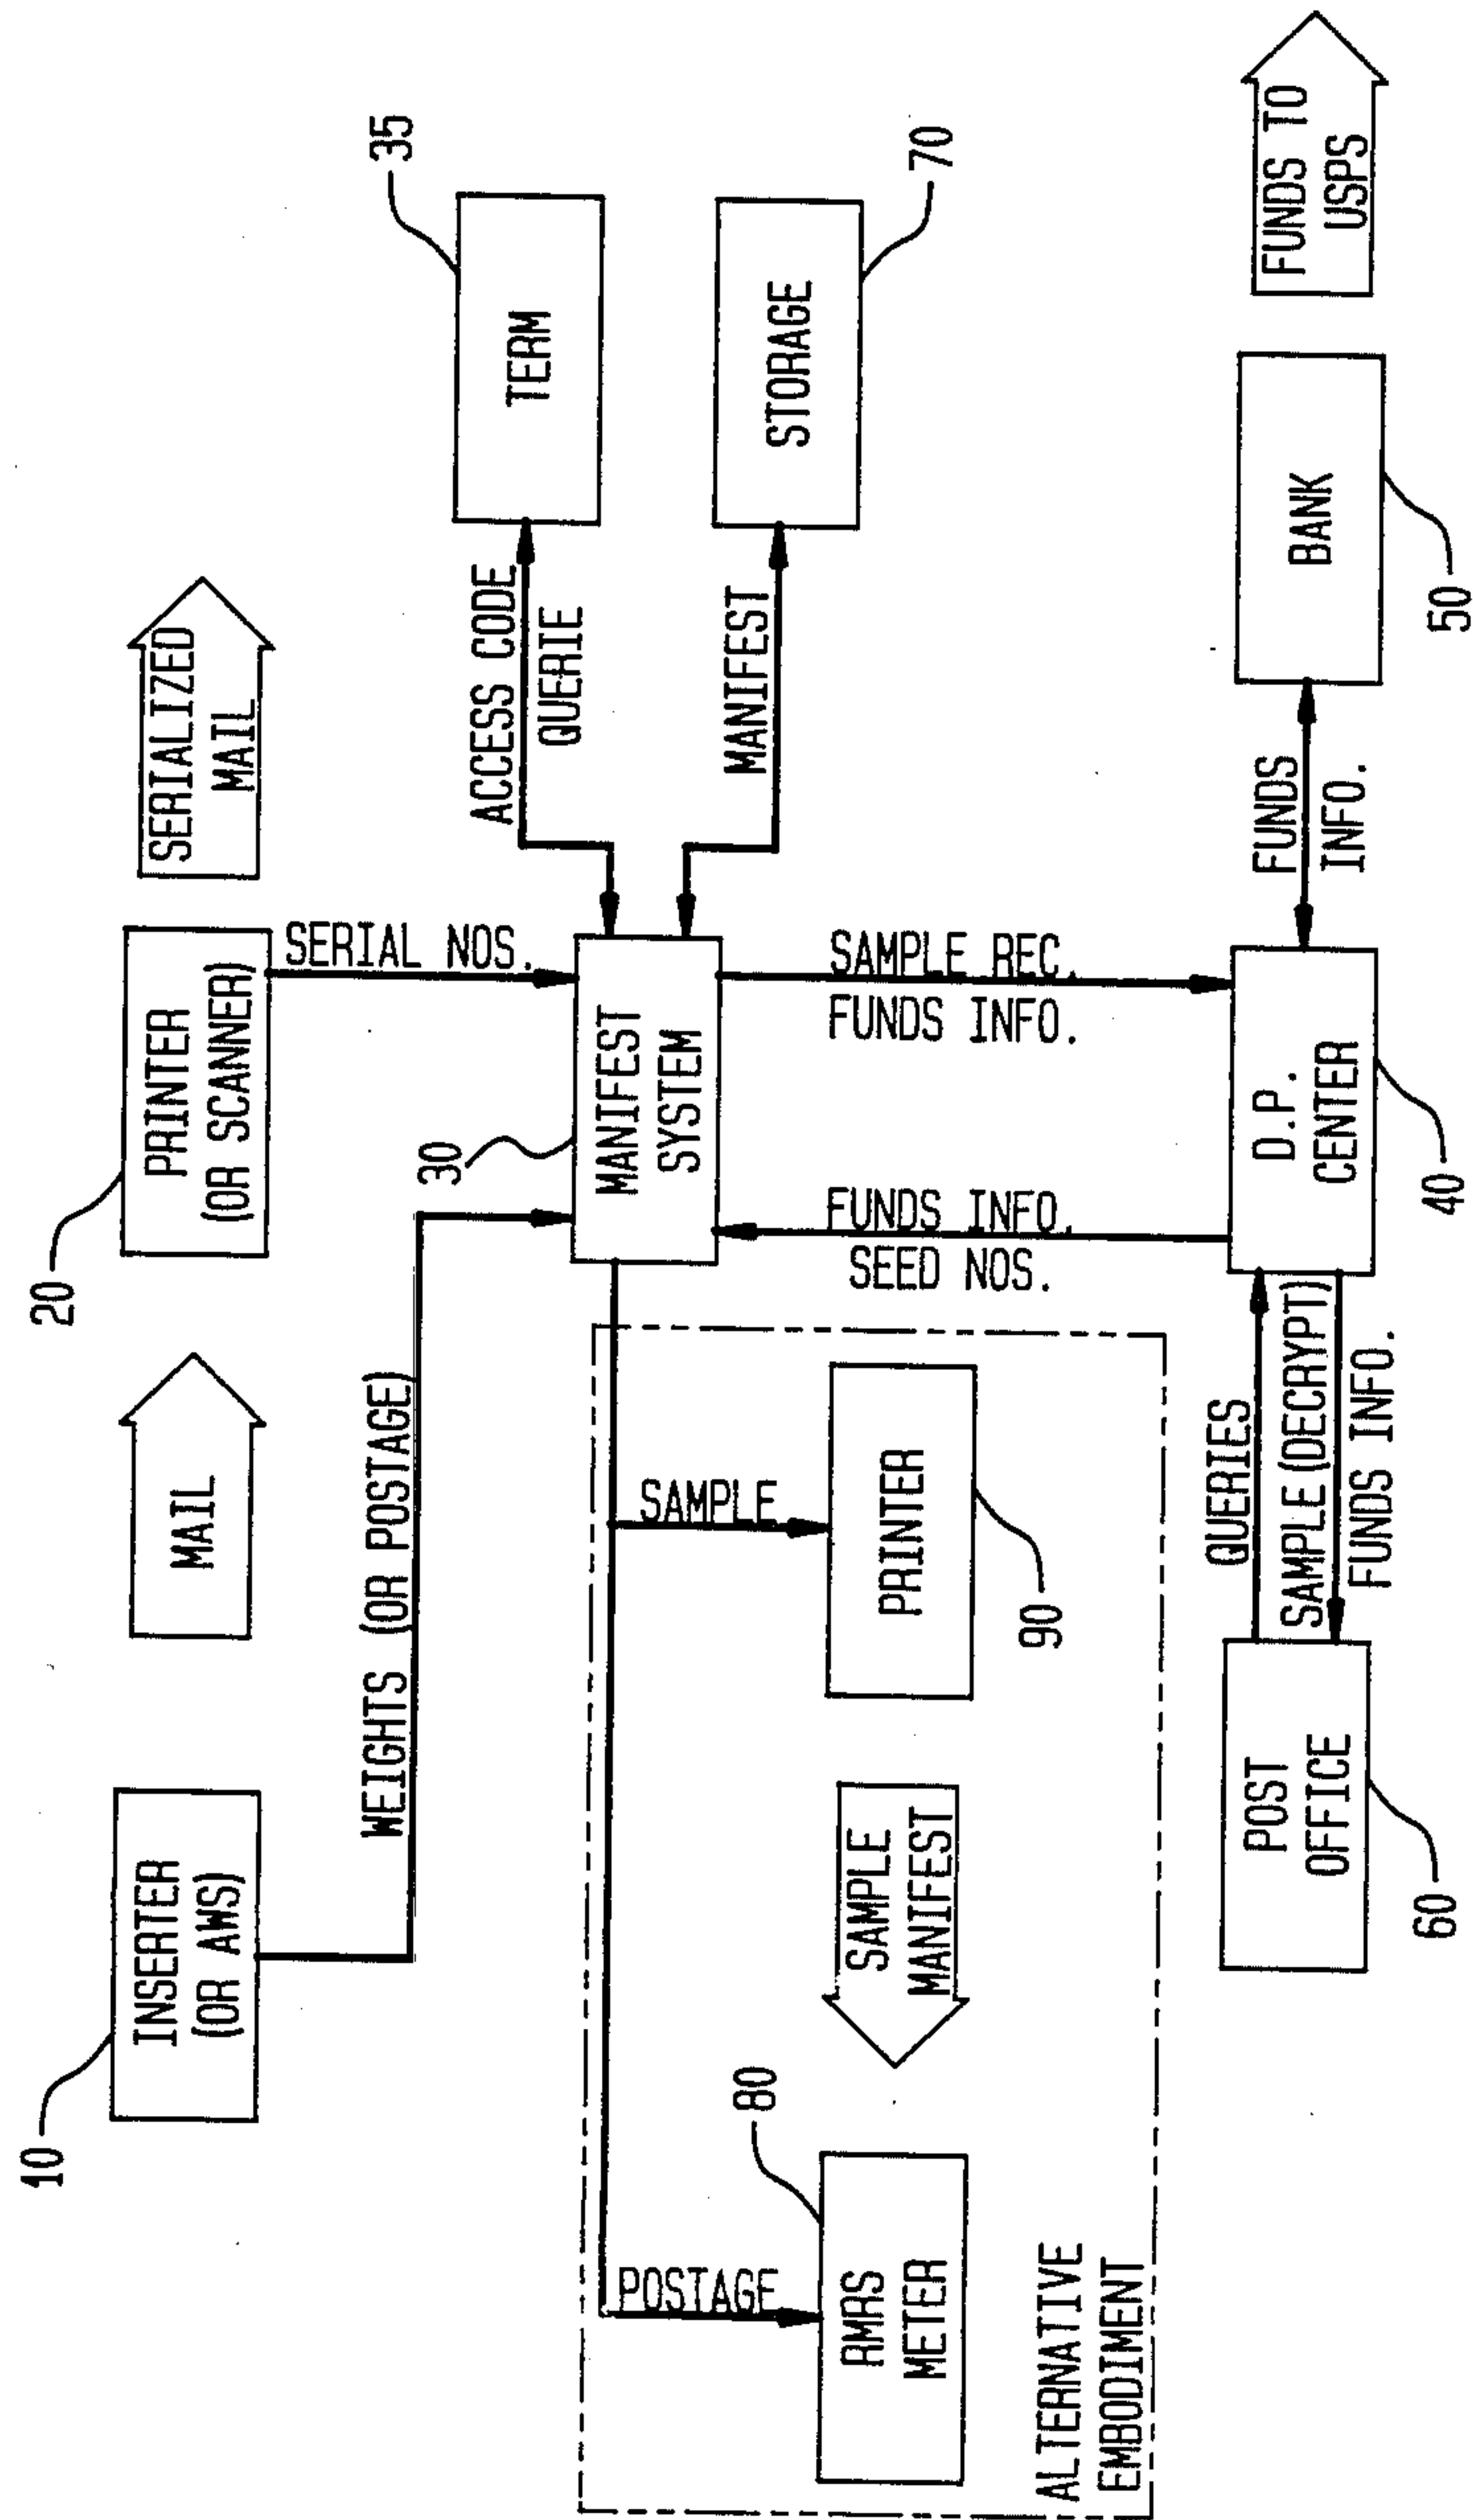 10
INSERTER
(OR AWS)
MAIL
20
PRINTER
(OR SCANNER)
SERIALIZED
MAIL
WEIGHTS (OR POSTAGE)
SERIAL NOS.
30
MANIFEST
SYSTEM
ACCESS CODE
QUERIE
35
TERM
MANIFEST
STORAGE
70
POSTAGE
SAMPLE
80
RMRS
METER
SAMPLE
MANIFEST
PRINTER
90
ALTERNATIVE
EMBODIMENT
FUNDS INFO.
SEED NOS.
SAMPLE REC.
FUNDS INFO.
POST
OFFICE
60
QUERIES
SAMPLE (DECRYPT)
FUNDS INFO.
D.P.
CENTER
40
FUNDS
INFO.
BANK
50
FUNDS TO
USPS